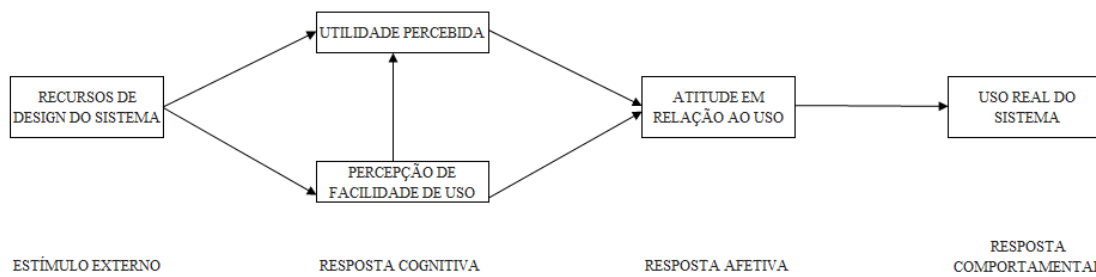 UTILIDADE PERCEBIDA
RECURSOS DE
DESIGN DO SISTEMA
ATITUDE EM
RELAÇÃO AO USO
USO REAL DO
SISTEMA
PERCEPÇÃO DE
FACILIDADE DE USO
ESTÍMULO EXTERNO
RESPOSTA COGNITIVA
RESPOSTA AFETIVA
RESPOSTA
COMPORTAMENTAL